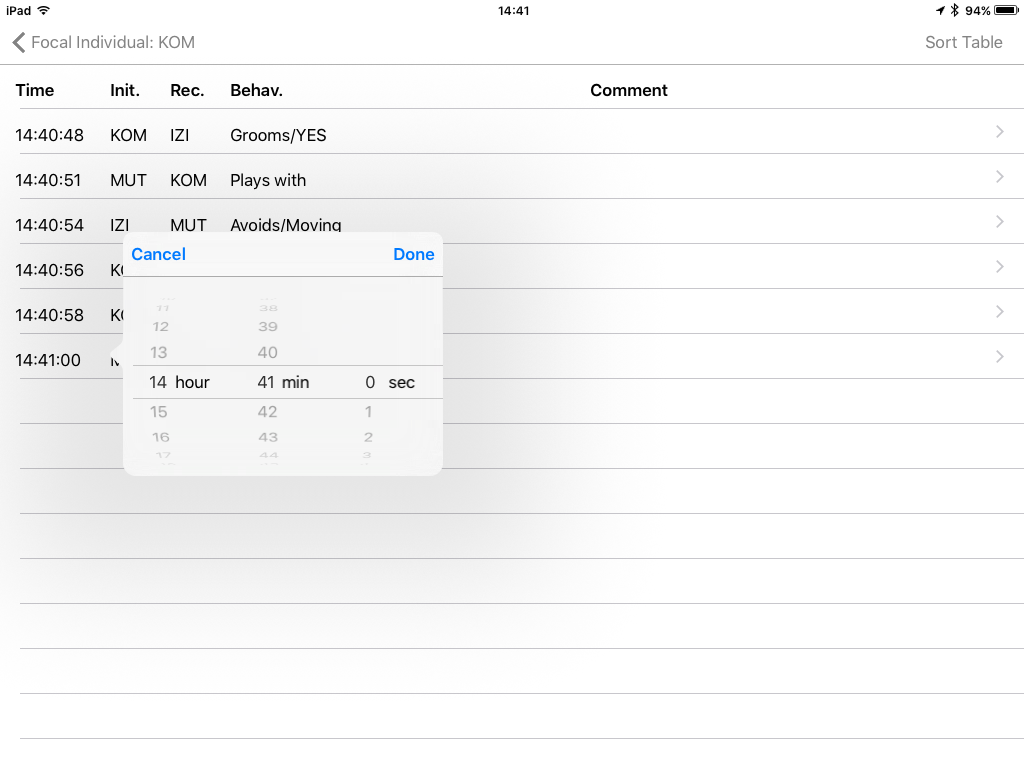 iPad 14:41 94%
Focal Individual: KOM Sort Table
Time Init. Rec. Behav. Comment
14:40:48 KOM IZI Grooms/YES
14:40:51 MUT KOM Plays with
14:40:54 IZI MUT Avoids/Moving
14:40:56
14:40:58
14:41:00
Cancel Done
11 38
12 39
13 40
14 hour 41 min 0 sec
15 42 1
16 43 2
17 44 3